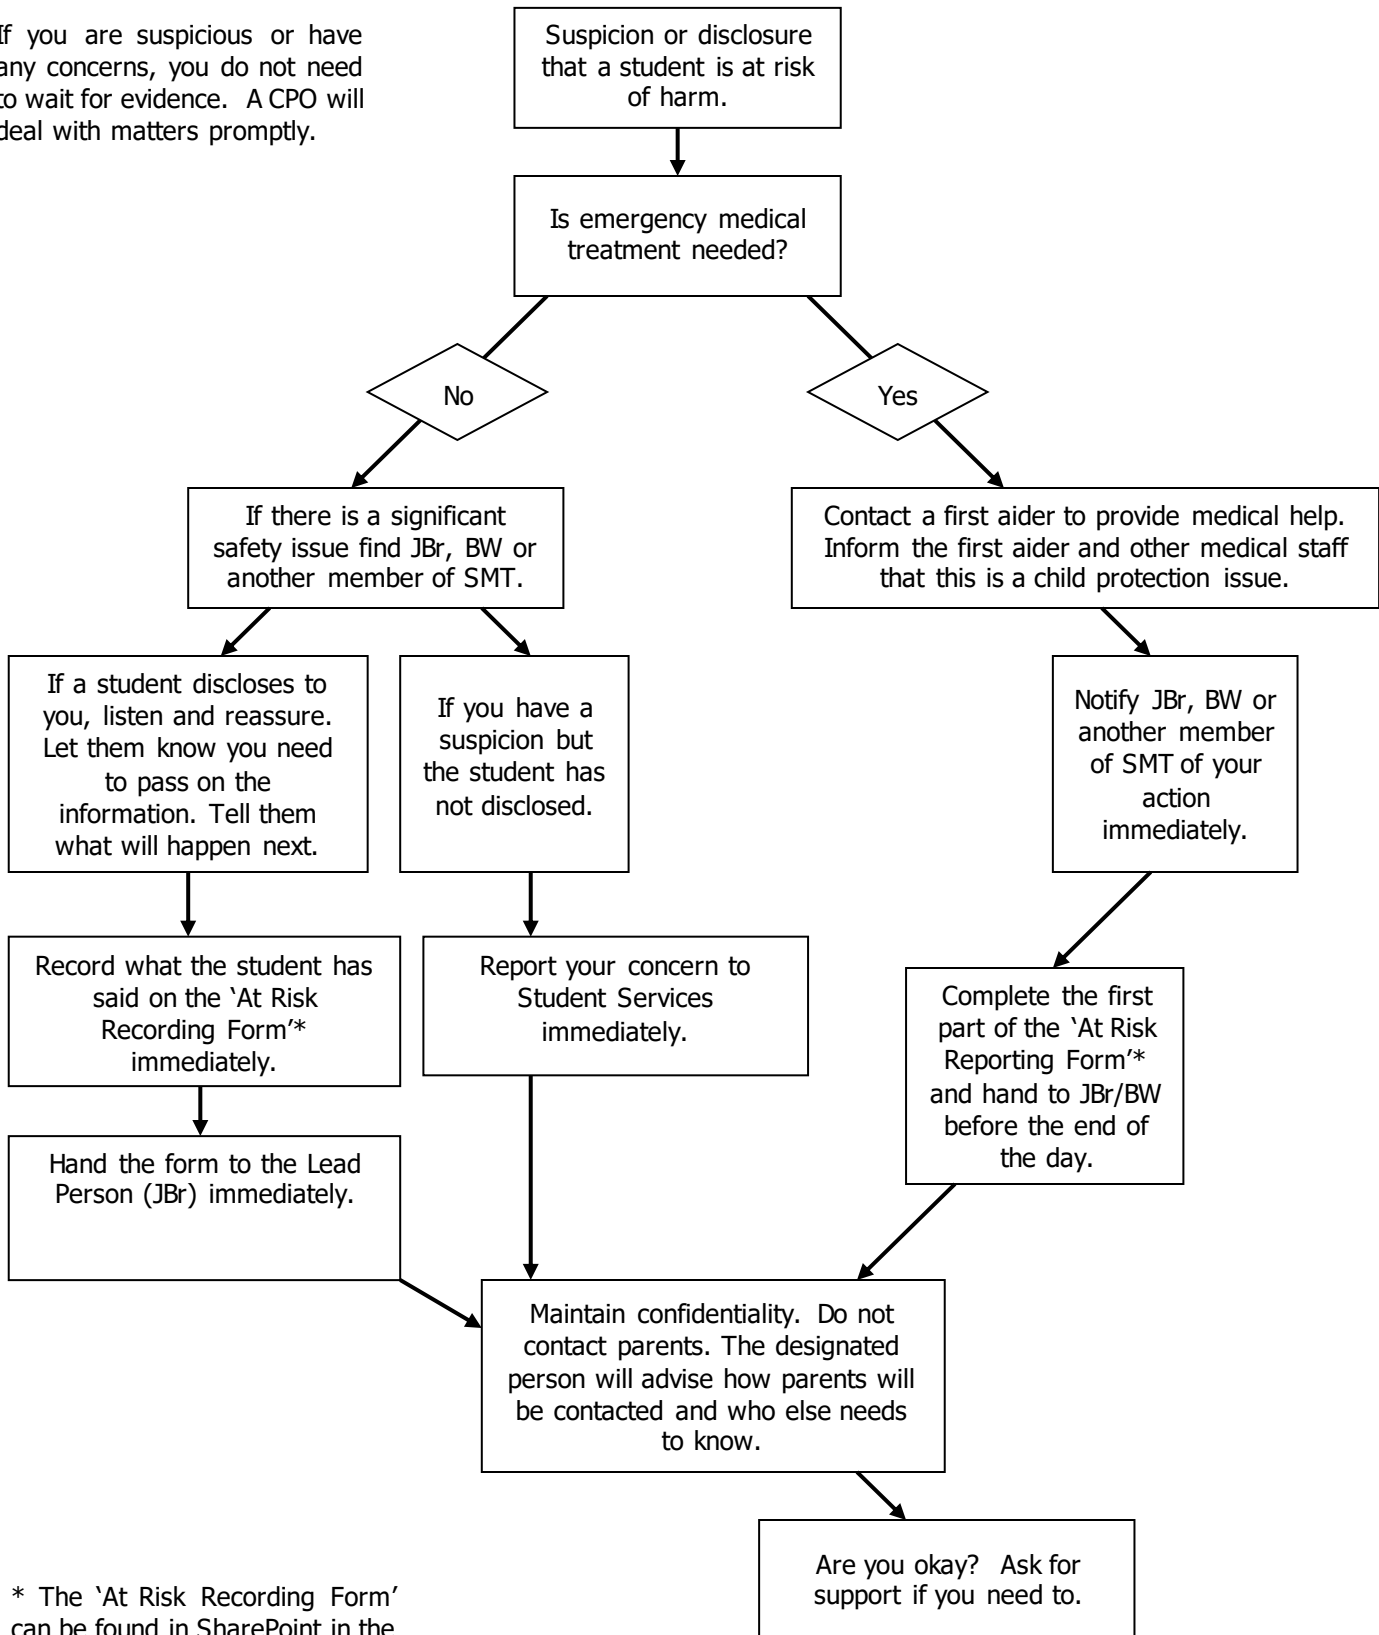 If you are suspicious or have
any concerns, you do not need
to wait for evidence. A CPO will
deal with matters promptly.
Suspicion or disclosure
that a student is at risk
of harm.
Is emergency medical
treatment needed?
No
Yes
If there is a significant
safety issue find JBr, BW or
another member of SMT.
Contact a first aider to provide medical help.
Inform the first aider and other medical staff
that this is a child protection issue.
If a student discloses to
you, listen and reassure.
Let them know you need
to pass on the
information. Tell them
what will happen next.
If you have a
suspicion but
the student has
not disclosed.
Notify JBr, BW or
another member
of SMT of your
action
immediately.
Record what the student has
said on the ‘At Risk
Recording Form’*
immediately.
Report your concern to
Student Services
immediately.
Complete the first
part of the ‘At Risk
Reporting Form’*
and hand to JBr/BW
before the end of
the day.
Hand the form to the Lead
Person (JBr) immediately.
Maintain confidentiality. Do not
contact parents. The designated
person will advise how parents will
be contacted and who else needs
to know.
Are you okay? Ask for
support if you need to.
* The ‘At Risk Recording Form’
can be found in SharePoint in the